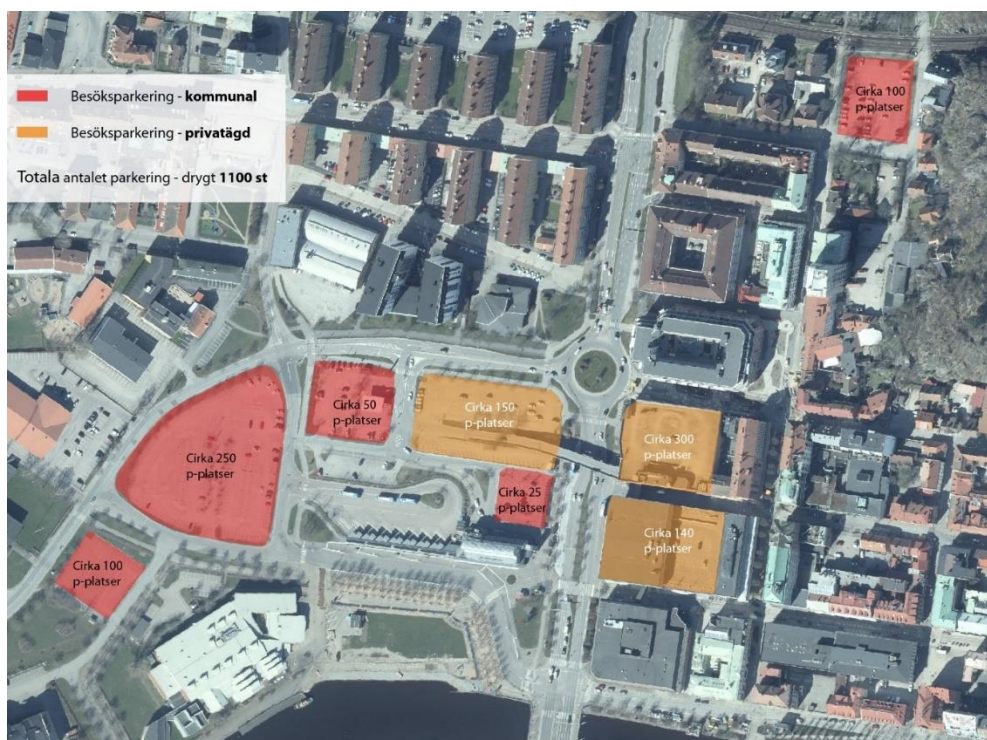 Besöksparkering - kommunal
Besöksparkering - privatägd
Totala antalet parkering - drygt 1100 st
Cirka 100
p-platser
Cirka 50
p-platser
Cirka 150
p-platser
Cirka 300
p-platser
Cirka 250
p-platser
Cirka 25
p-platser
Cirka 140
p-platser
Cirka 100
p-platser